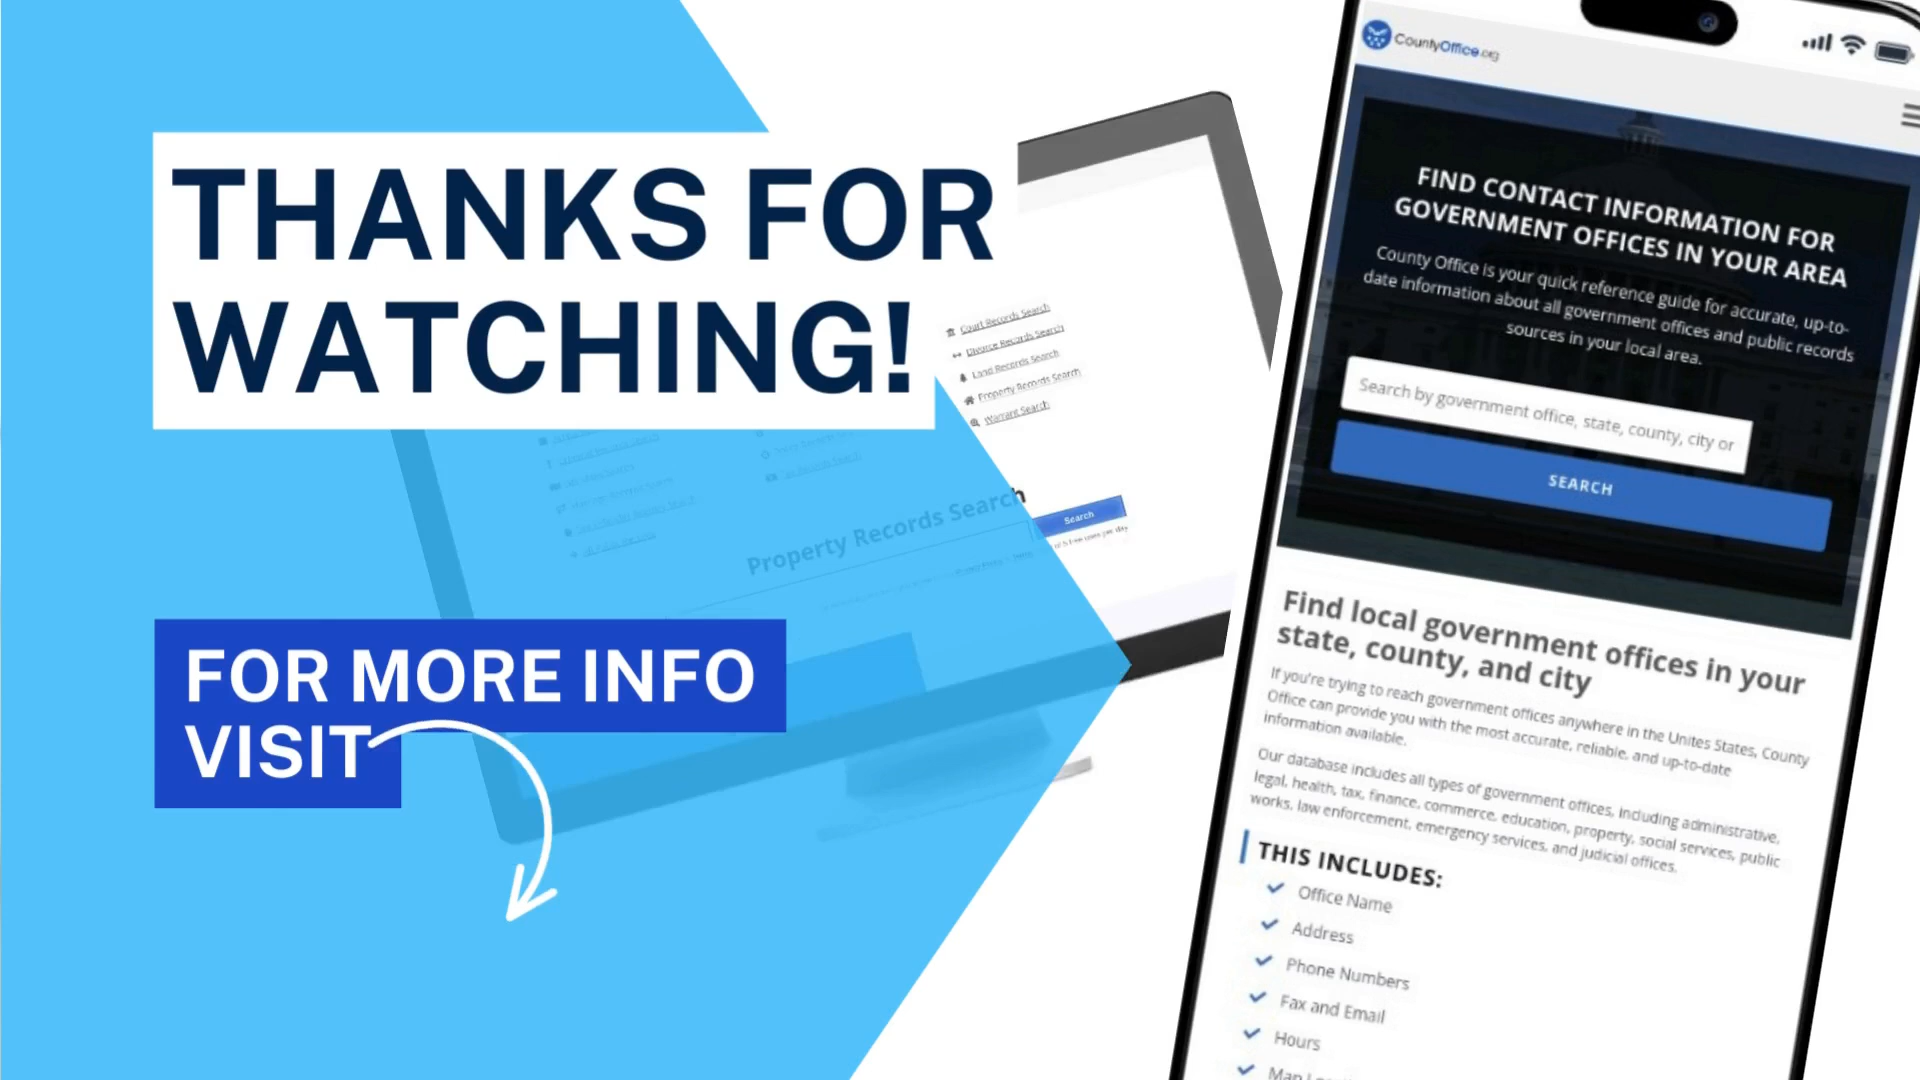 THANKS FOR
WATCHING!
FOR MORE INFO
VISIT
Court Records Search
Divorce Records Search
Land Records Search
Property Records Search
Warrant Search
Property Records Search
Search
of 5 free uses per day
CountyOffice.org
FIND CONTACT INFORMATION FOR
GOVERNMENT OFFICES IN YOUR AREA
County Office is your quick reference guide for accurate, up-to-
date information about all government offices and public records
sources in your local area.
Search by government office, state, county, city or
SEARCH
Find local government offices in your
state, county, and city
If you're trying to reach government offices anywhere in the Unites States, County
Office can provide you with the most accurate, reliable, and up-to-date
information available.
Our database includes all types of government offices, including administrative,
legal, health, tax, finance, commerce, education, property, social services, public
works, law enforcement, emergency services, and judicial offices.
THIS INCLUDES:
Office Name
Address
Phone Numbers
Fax and Email
Hours
Map